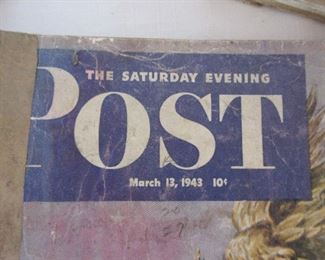 THE SATURDAY EVENING
POST
March 13, 1943 10¢